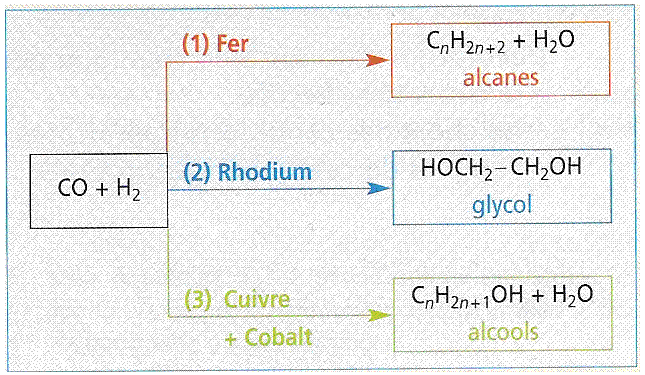 (1) Fer
CₙH₂ₙ₊₂ + H₂O
alcanes
CO + H₂
(2) Rhodium
HOCH₂–CH₂OH
glycol
(3) Cuivre
+ Cobalt
CₙH₂ₙ₊₁OH + H₂O
alcools